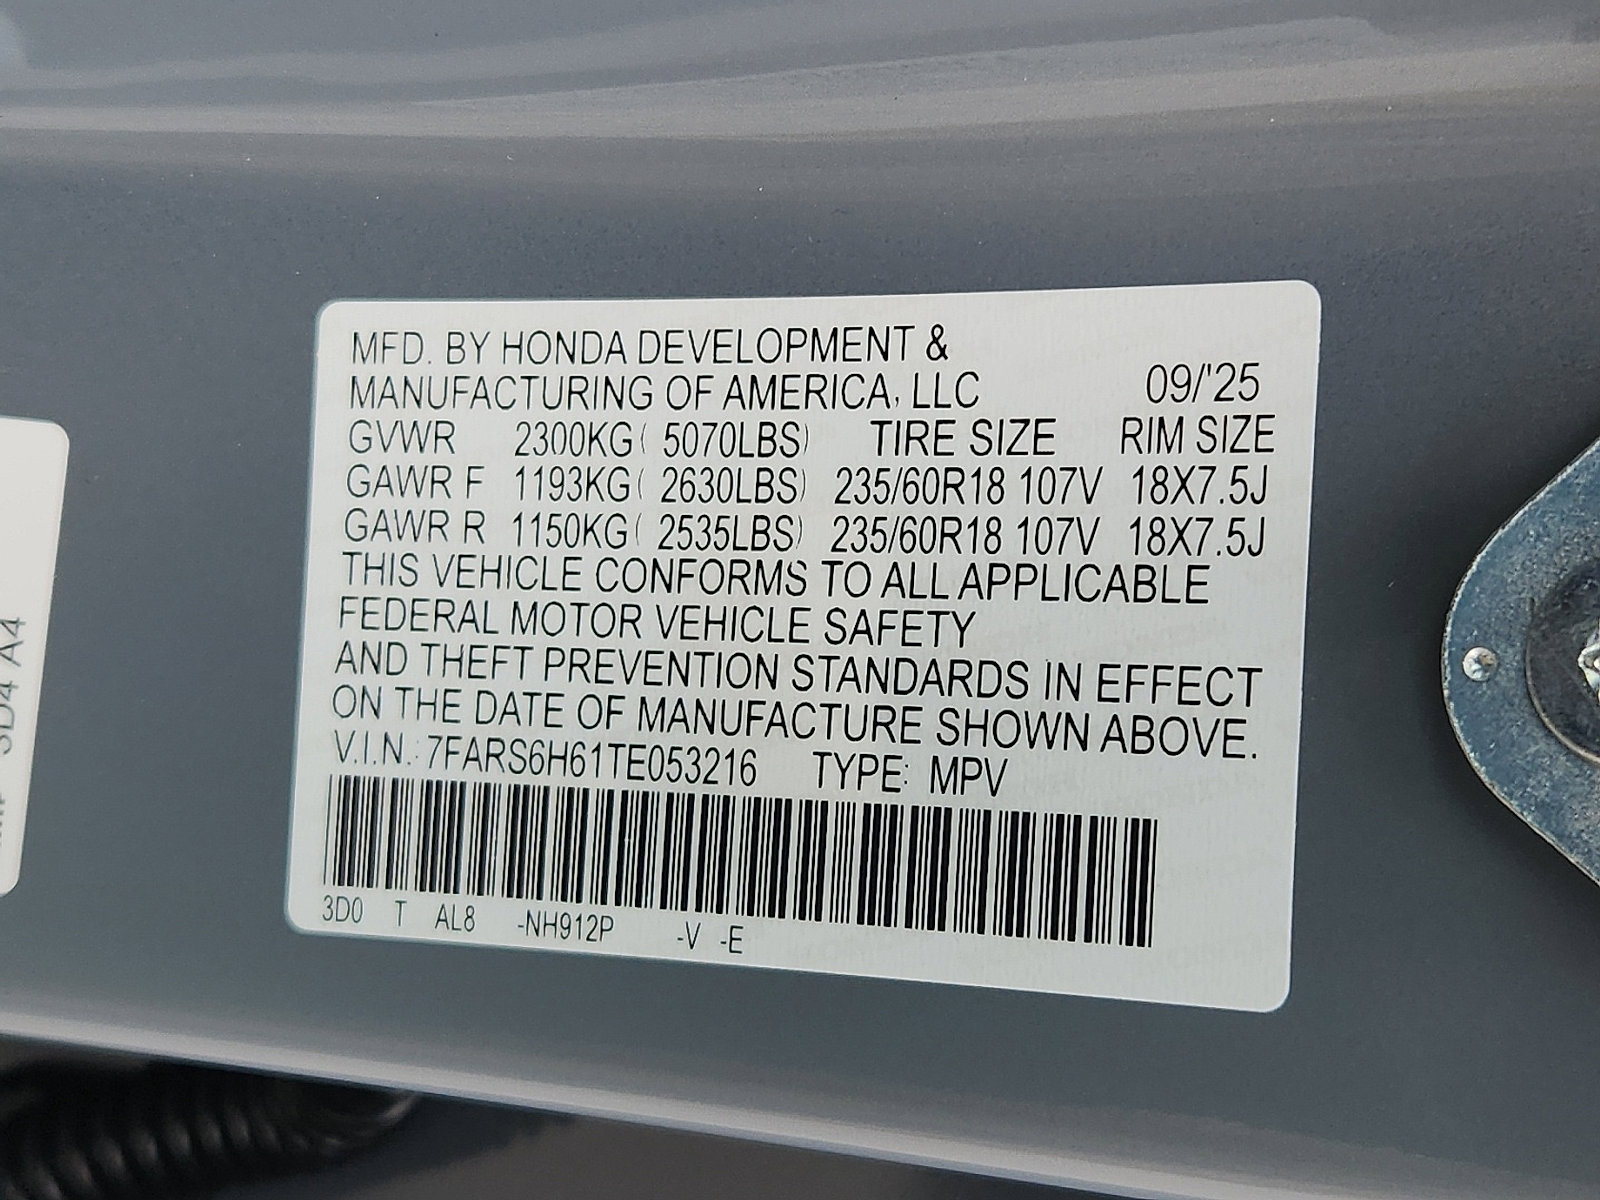 MFD. BY HONDA DEVELOPMENT &
MANUFACTURING OF AMERICA, LLC 09/'25
GVWR 2300KG( 5070LBS) TIRE SIZE RIM SIZE
GAWR F 1193KG( 2630LBS) 235/60R18 107V 18X7.5J
GAWR R 1150KG( 2535LBS) 235/60R18 107V 18X7.5J
THIS VEHICLE CONFORMS TO ALL APPLICABLE
FEDERAL MOTOR VEHICLE SAFETY
AND THEFT PREVENTION STANDARDS IN EFFECT
ON THE DATE OF MANUFACTURE SHOWN ABOVE.
V.I.N.: 7FARS6H61TE053216 TYPE: MPV
3D0 T AL8 -NH912P -V -E
3D4 A4